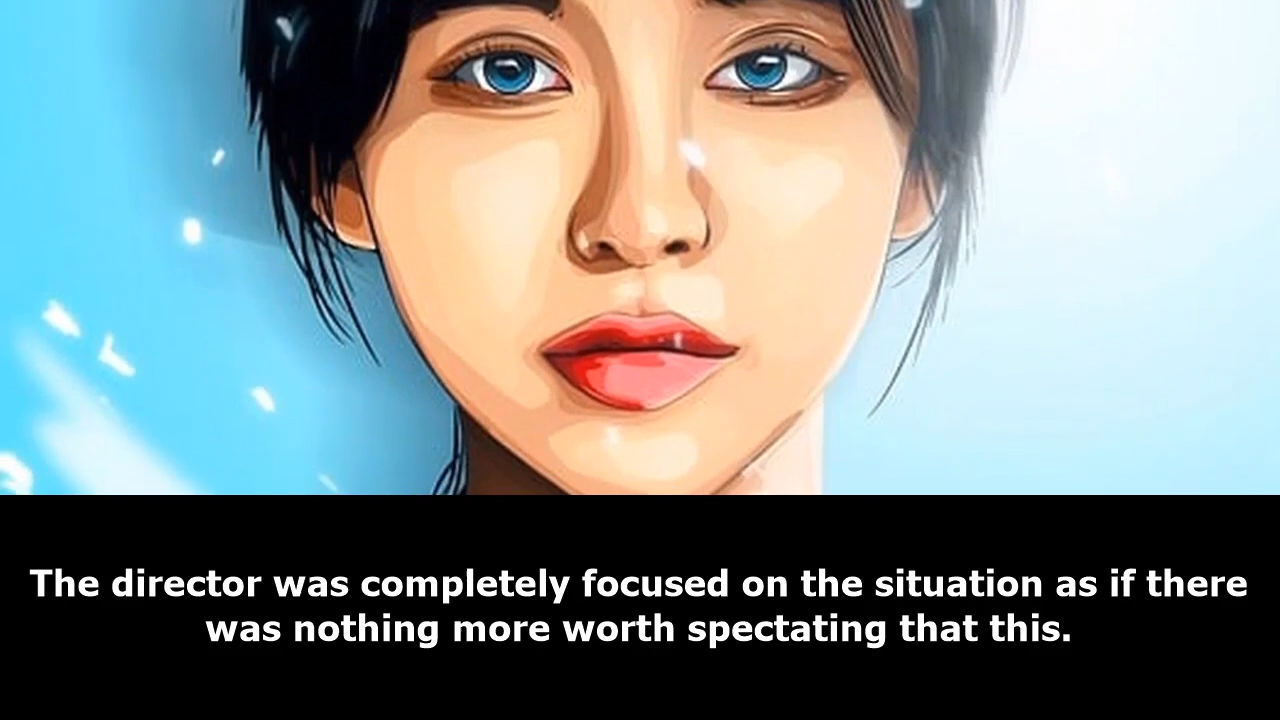 The director was completely focused on the situation as if there
was nothing more worth spectating that this.